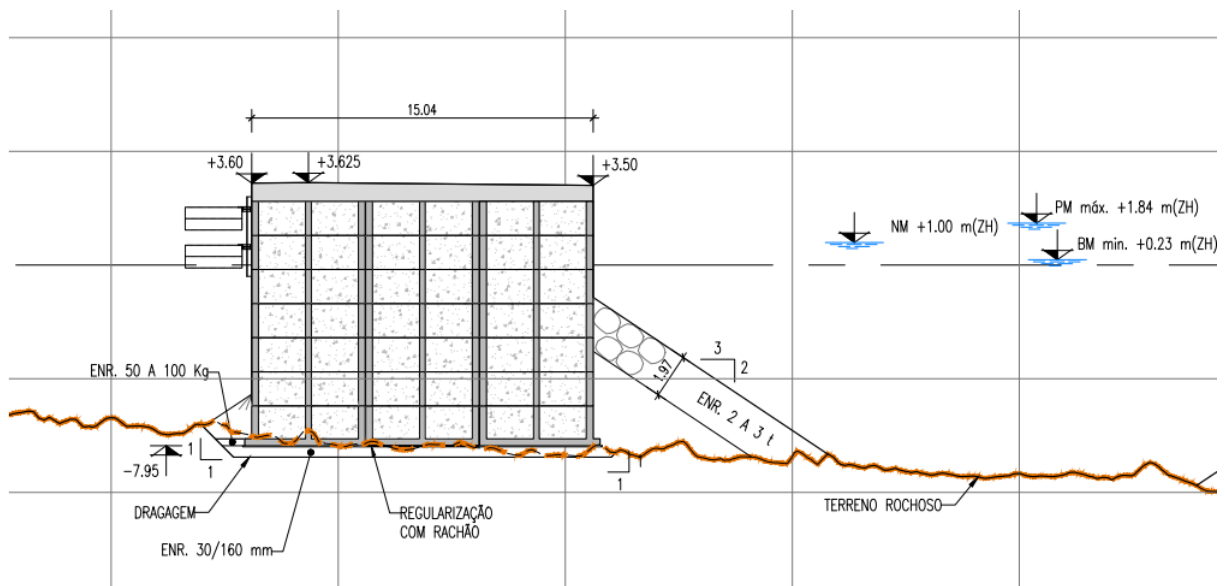 15.04
+3.60
+3.625
+3.50
PM máx. +1.84 m(ZH)
NM +1.00 m(ZH)
BM min. +0.23 m(ZH)
ENR. 50 A 100 Kg
3
2
1.97
ENR. 2 A 3 t
1
1
-7.95
1
1
DRAGAGEM
REGULARIZAÇÃO
COM RACHÃO
TERRENO ROCHOSO
ENR. 30/160 mm